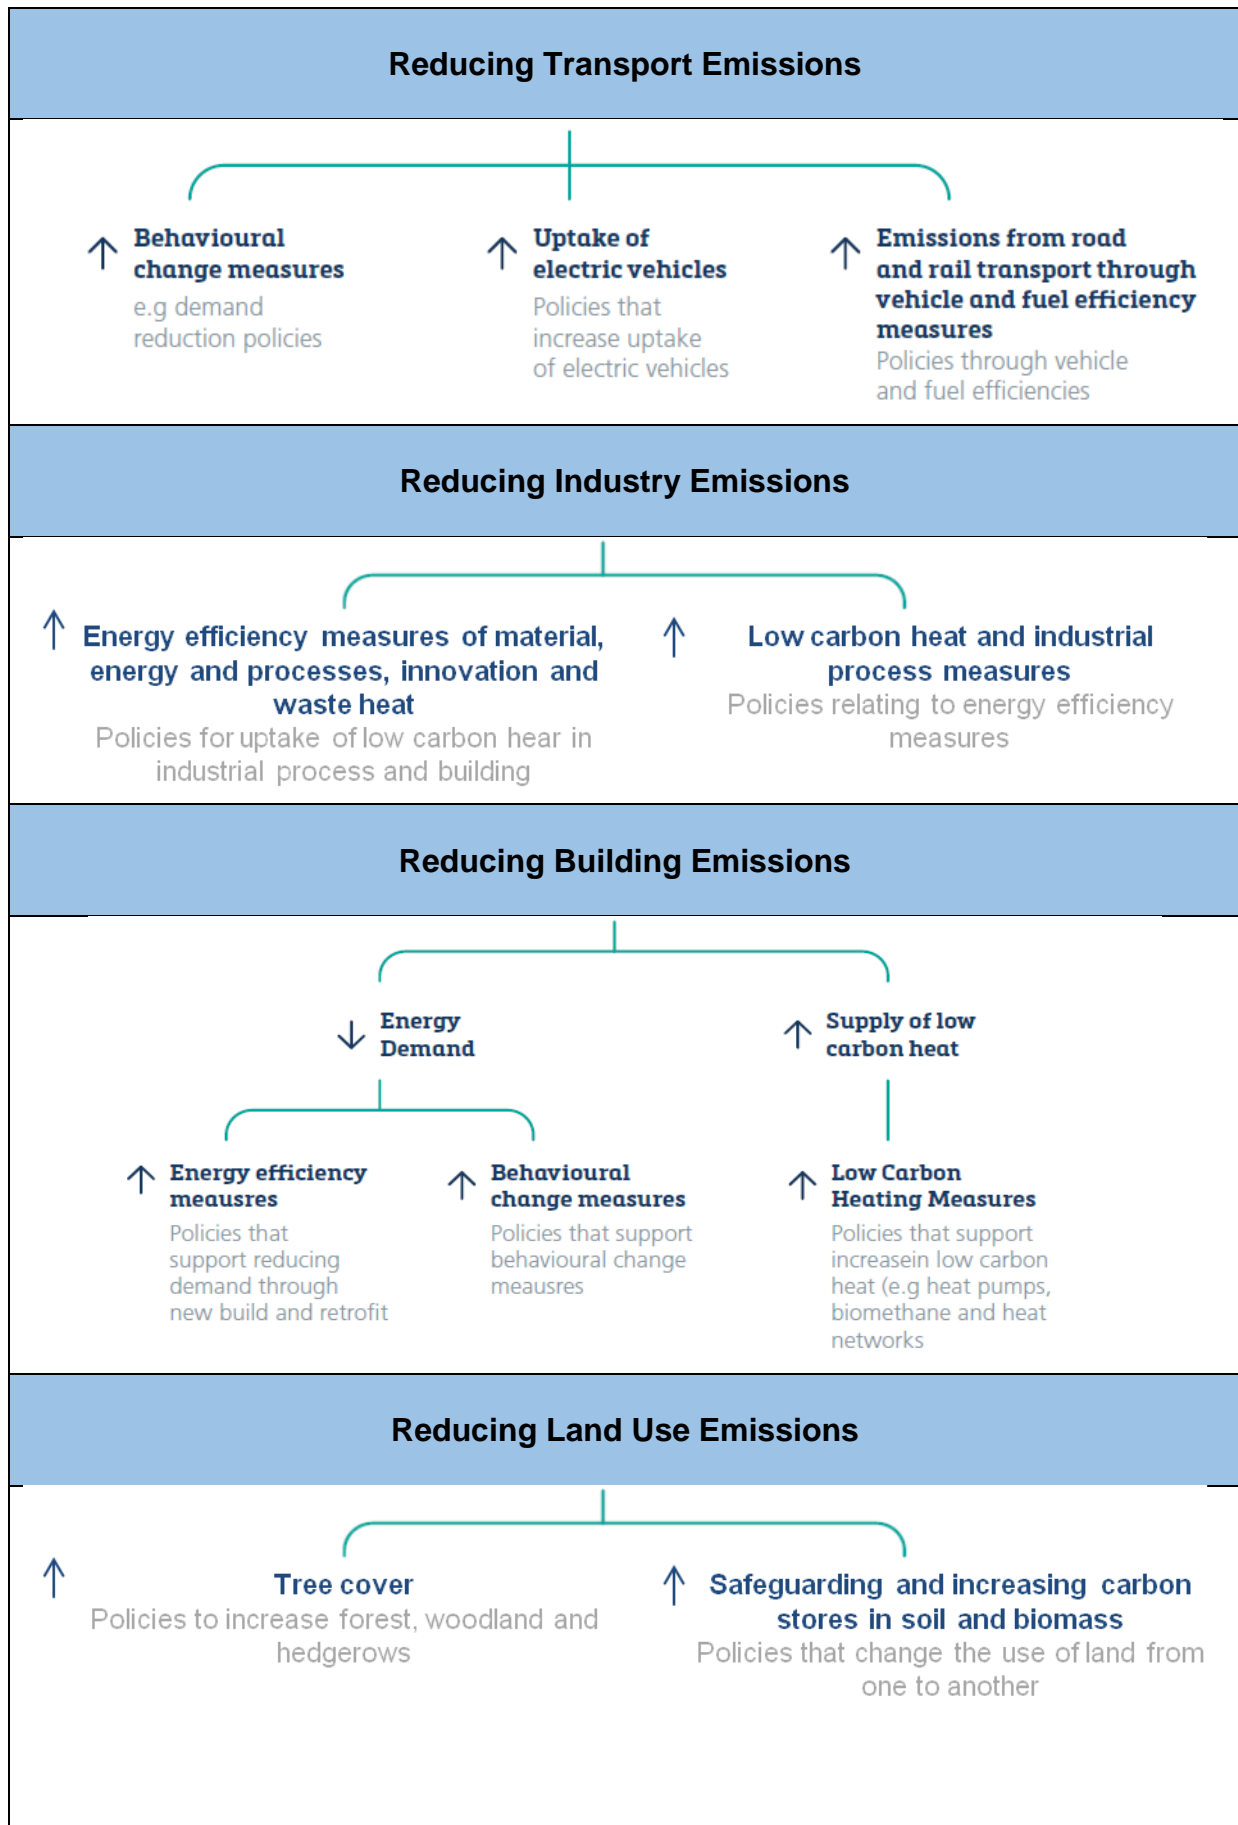 Reducing Transport Emissions
Behavioural
change measures
e.g demand
reduction policies
Uptake of
electric vehicles
Policies that
increase uptake
of electric vehicles
Emissions from road
and rail transport through
vehicle and fuel efficiency
measures
Policies through vehicle
and fuel efficiencies
Reducing Industry Emissions
Energy efficiency measures of material,
energy and processes, innovation and
waste heat
Policies for uptake of low carbon hear in
industrial process and building
Low carbon heat and industrial
process measures
Policies relating to energy efficiency
measures
Reducing Building Emissions
Energy
Demand
Supply of low
carbon heat
Energy efficiency
meausres
Policies that
support reducing
demand through
new build and retrofit
Behavioural
change measures
Policies that support
behavioural change
meausres
Low Carbon
Heating Measures
Policies that support
increasein low carbon
heat (e.g heat pumps,
biomethane and heat
networks
Reducing Land Use Emissions
Tree cover
Policies to increase forest, woodland and
hedgerows
Safeguarding and increasing carbon
stores in soil and biomass
Policies that change the use of land from
one to another